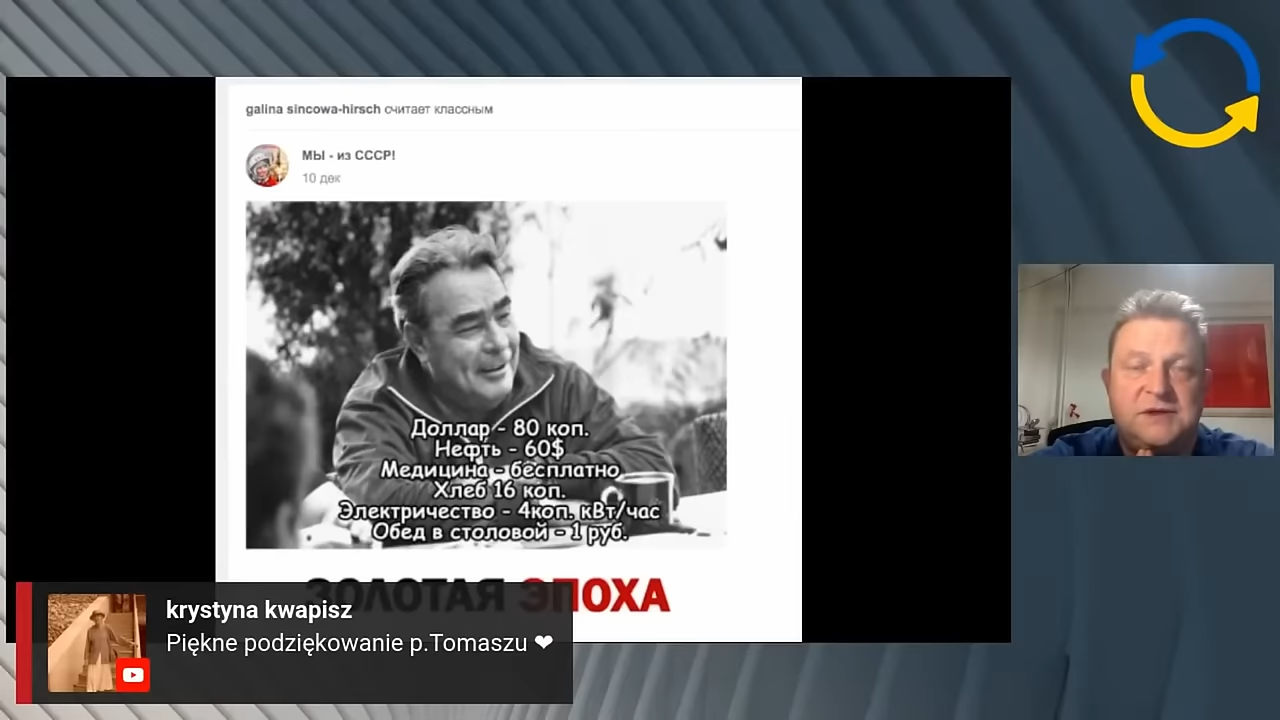 galina sincowa-hirsch считает классным
МЫ - из СССР!
10 дек
Доллар - 80 коп.
Нефть - 60$
Медицина - бесплатно
Хлеб 16 коп.
Электричество - 4коп. кВт/час
Обед в столовой - 1 руб.
ЗОЛОТАЯ ЭПОХА
krystyna kwapisz
Piękne podziękowanie p.Tomaszu ❤